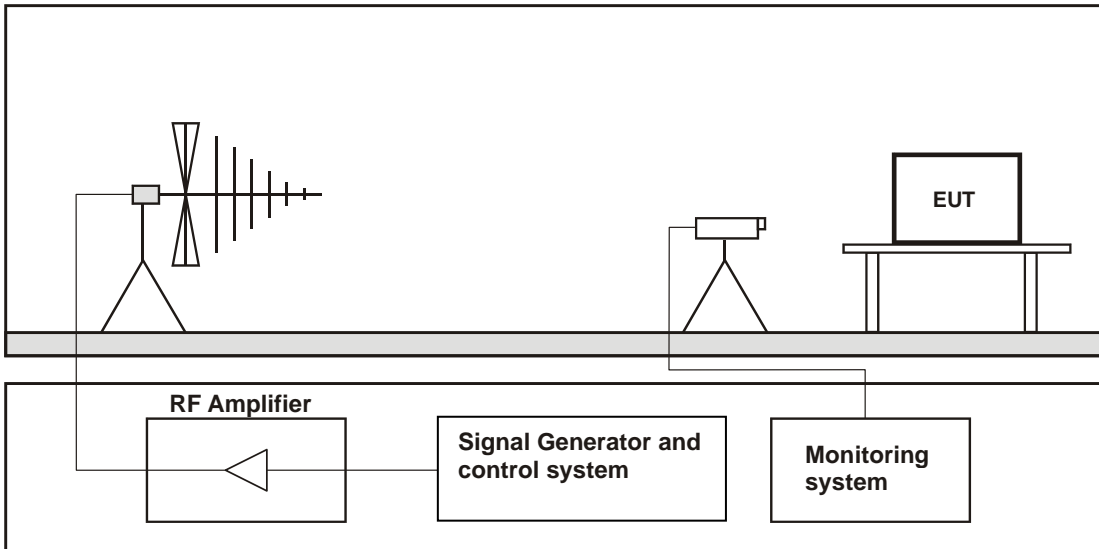 EUT
RF Amplifier
Signal Generator and
control system
Monitoring
system